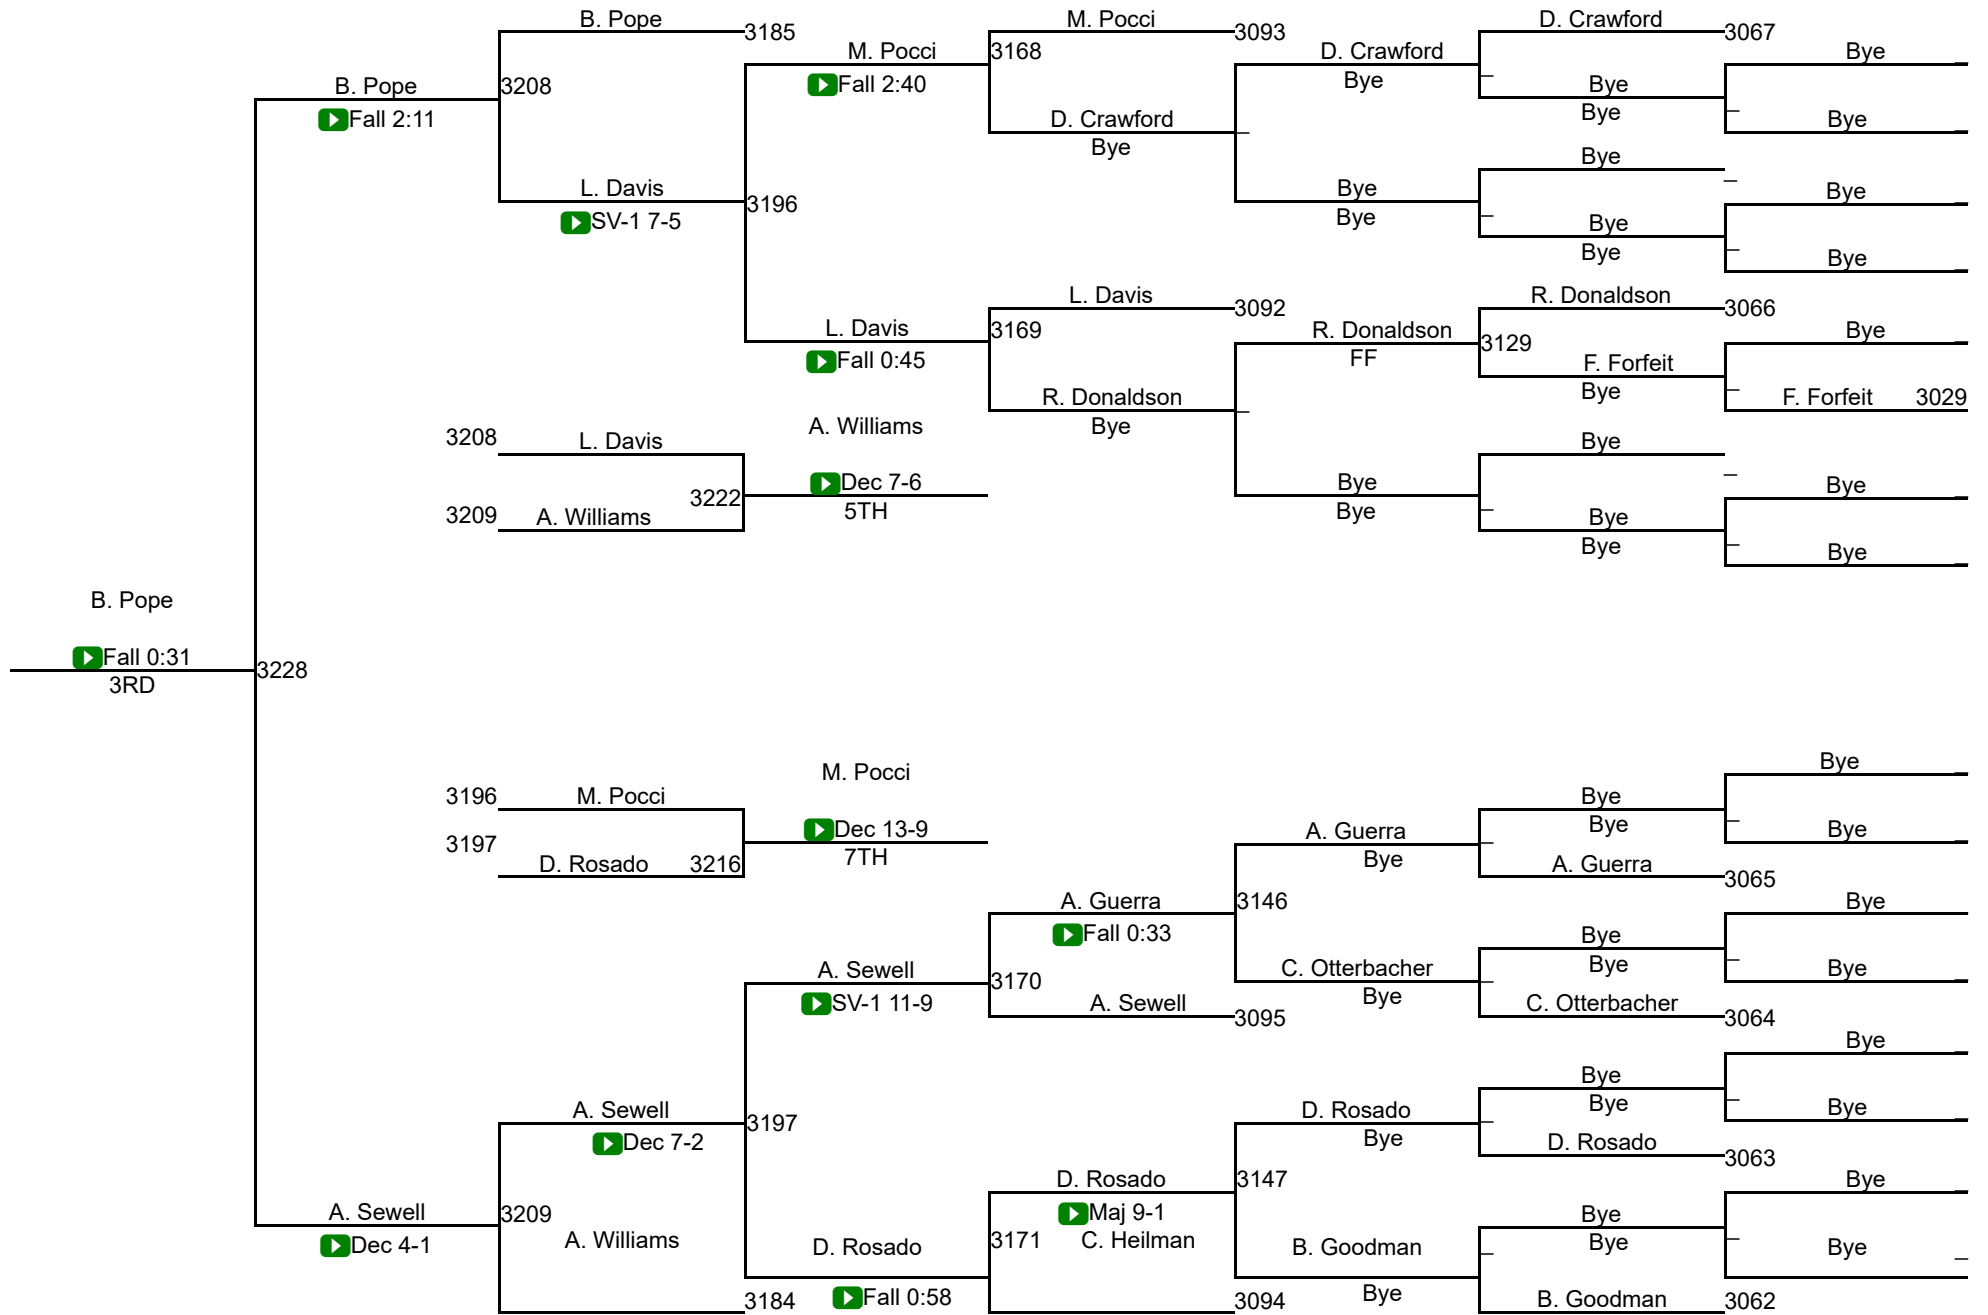 B. Pope
3185
M. Pocci
3093
D. Crawford
3067
Bye
M. Pocci
3168
D. Crawford
Bye
Fall 2:40
Bye
Bye
B. Pope
3208
Fall 2:11
D. Crawford
Bye
Bye
Bye
Bye
L. Davis
3196
SV-1 7-5
Bye
Bye
Bye
Bye
Bye
Bye
L. Davis
3092
R. Donaldson
3066
L. Davis
3169
R. Donaldson
3129
Bye
Fall 0:45
FF
F. Forfeit
Bye
R. Donaldson
Bye
F. Forfeit 3029
3208
L. Davis
A. Williams
Bye
Dec 7-6
5TH
3222
3209
A. Williams
Bye
Bye
Bye
Bye
Bye
Bye
B. Pope
Fall 0:31
3RD
3228
M. Pocci
Bye
3196
M. Pocci
Dec 13-9
7TH
3197
D. Rosado
3216
Bye
Bye
Bye
A. Guerra
Bye
A. Guerra
3065
A. Guerra
3146
Fall 0:33
Bye
Bye
Bye
Bye
A. Sewell
3170
SV-1 11-9
C. Otterbacher
Bye
A. Sewell
3095
C. Otterbacher
3064
Bye
Bye
Bye
Bye
A. Sewell
3197
Dec 7-2
D. Rosado
Bye
D. Rosado
3063
D. Rosado
3147
Maj 9-1
Bye
A. Sewell
3209
Dec 4-1
A. Williams
3184
D. Rosado
3171
Fall 0:58
C. Heilman
3094
B. Goodman
Bye
Bye
Bye
Bye
B. Goodman
3062